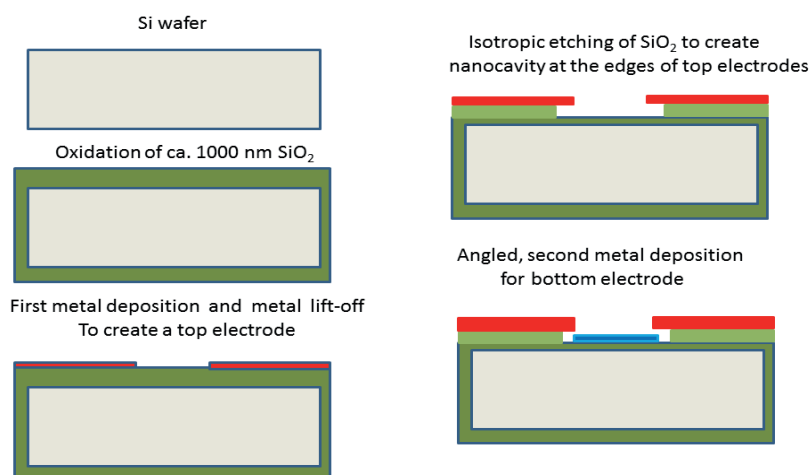 Si wafer
Oxidation of ca. 1000 nm SiO₂
First metal deposition and metal lift-off
To create a top electrode
Isotropic etching of SiO₂ to create
nanocavity at the edges of top electrodes
Angled, second metal deposition
for bottom electrode